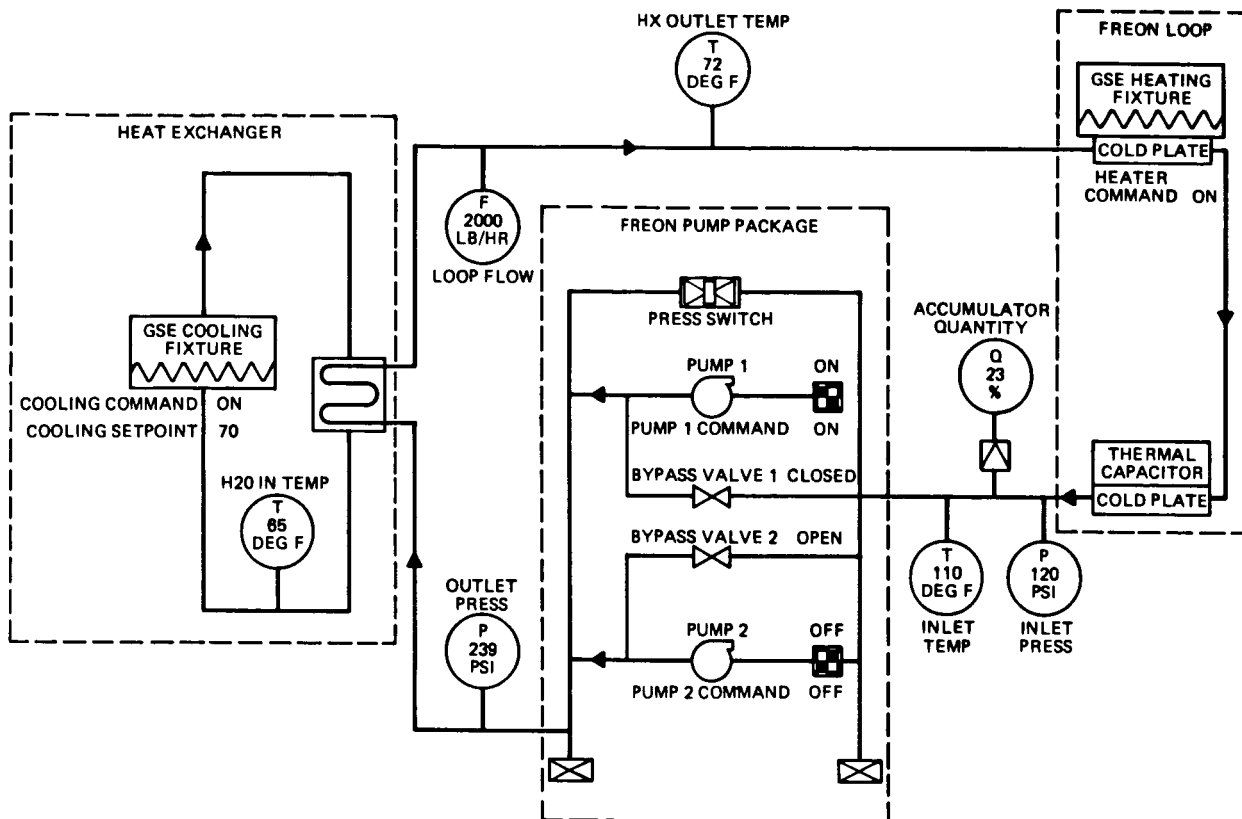 HX OUTLET TEMP
T
72
DEG F
FREON LOOP
GSE HEATING
FIXTURE
COLD PLATE
HEATER
COMMAND ON
HEAT EXCHANGER
F
2000
LB/HR
LOOP FLOW
FREON PUMP PACKAGE
PRESS SWITCH
ACCUMULATOR
QUANTITY
Q
23
%
GSE COOLING
FIXTURE
COOLING COMMAND ON
COOLING SETPOINT 70
PUMP 1 ON
PUMP 1 COMMAND ON
BYPASS VALVE 1 CLOSED
THERMAL
CAPACITOR
COLD PLATE
H20 IN TEMP
T
65
DEG F
BYPASS VALVE 2 OPEN
T
110
DEG F
INLET
TEMP
P
120
PSI
INLET
PRESS
OUTLET
PRESS
P
239
PSI
PUMP 2 OFF
PUMP 2 COMMAND OFF